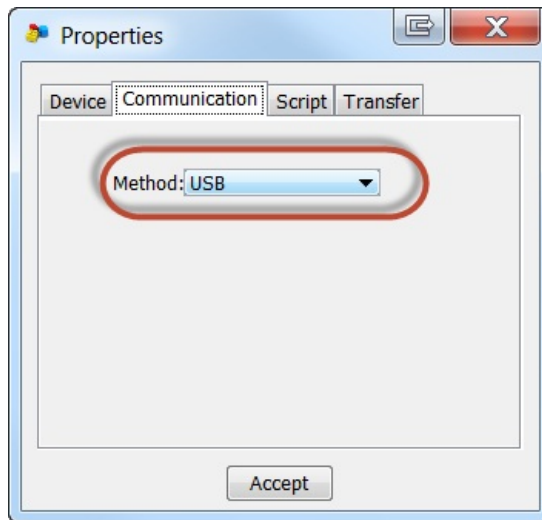 Properties
Device Communication Script Transfer
Method: USB
Accept